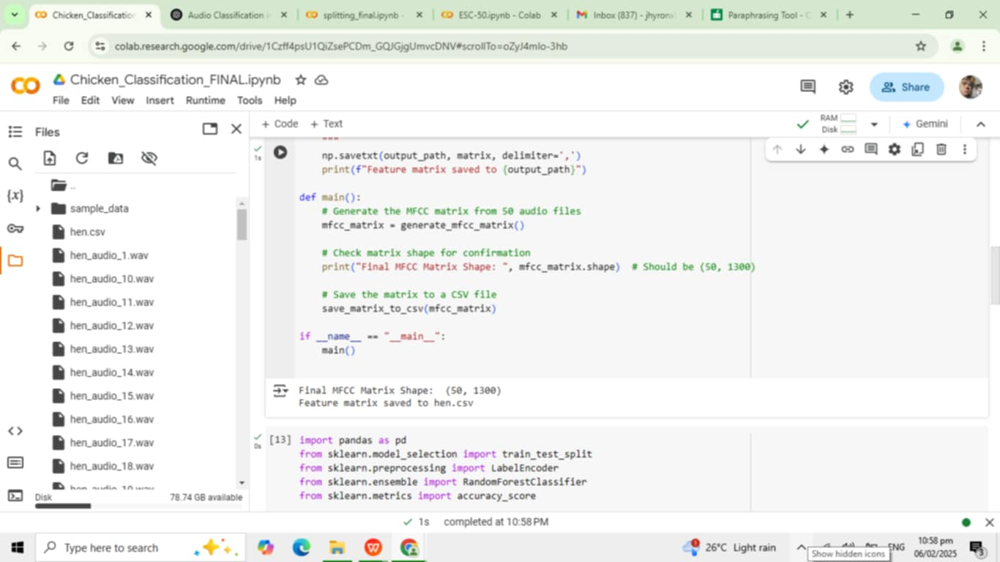 Chicken_Classification
Audio Classification i
splitting_final.ipynb -
ESC-50.ipynb - Colab
Inbox (837) - jhyronx
Paraphrasing Tool - C
colab.research.google.com/drive/1Czff4psU1QiZsePCDm_GQJGjgUmvcDNV#scrollTo=oZyJ4mIo-3hb
CO
Chicken_Classification_FINAL.ipynb
File Edit View Insert Runtime Tools Help
Share
Files
+ Code + Text
RAM
Disk
Gemini
..
sample_data
hen.csv
hen_audio_1.wav
hen_audio_10.wav
hen_audio_11.wav
hen_audio_12.wav
hen_audio_13.wav
hen_audio_14.wav
hen_audio_15.wav
hen_audio_16.wav
hen_audio_17.wav
hen_audio_18.wav
hen_audio_19.wav
Disk 78.74 GB available
1s
"""
np.savetxt(output_path, matrix, delimiter=',')
print(f"Feature matrix saved to {output_path}")
def main():
# Generate the MFCC matrix from 50 audio files
mfcc_matrix = generate_mfcc_matrix()
# Check matrix shape for confirmation
print("Final MFCC Matrix Shape: ", mfcc_matrix.shape) # Should be (50, 1300)
# Save the matrix to a CSV file
save_matrix_to_csv(mfcc_matrix)
if __name__ == "__main__":
main()
Final MFCC Matrix Shape: (50, 1300)
Feature matrix saved to hen.csv
0s
[13] import pandas as pd
from sklearn.model_selection import train_test_split
from sklearn.preprocessing import LabelEncoder
from sklearn.ensemble import RandomForestClassifier
from sklearn.metrics import accuracy_score
1s completed at 10:58 PM
Type here to search
26°C Light rain
Show hidden icons
ENG
10:58 pm
06/02/2025
3